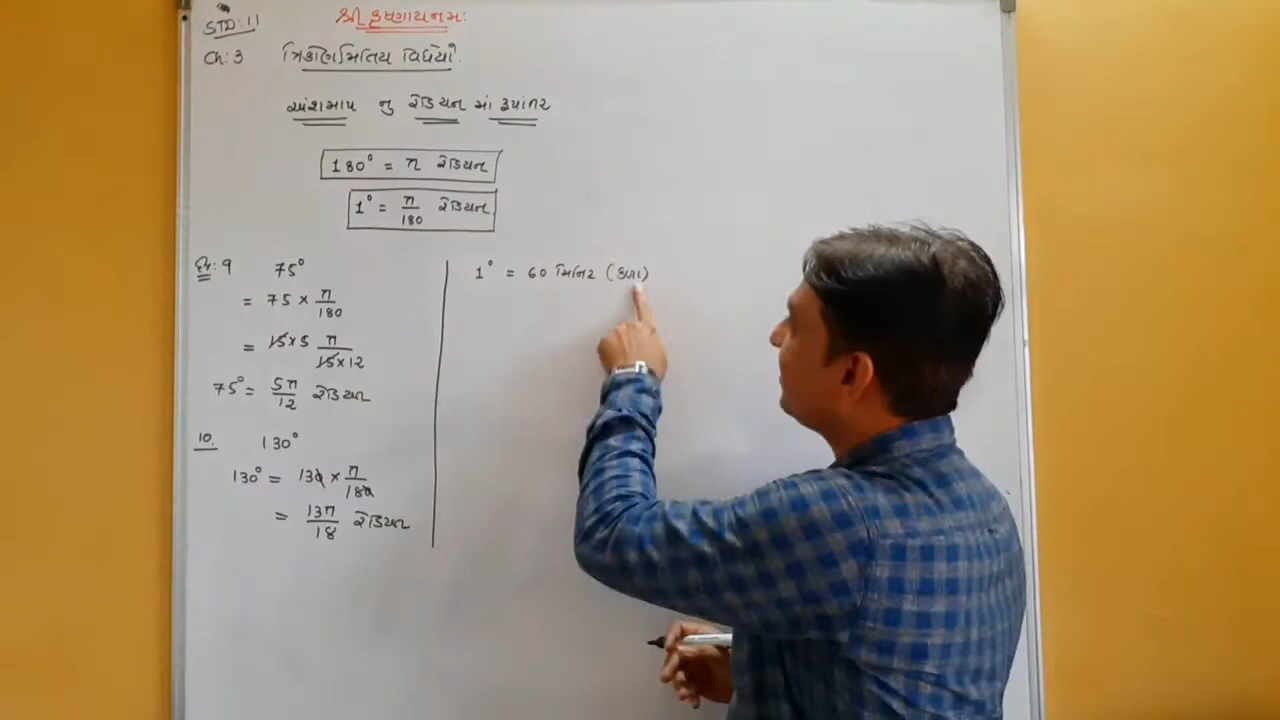 STD: 11
શ્રી કૃષ્ણાય નમ:
Ch: 3 ત્રિકોણમિતિય વિધેયો.
અંશમાપ નુ રેડિયન માં રૂપાંતર
180° = π રેડિયન
1° = π/180 રેડિયન
9 75°
= 75 × π/180
= 15×5 π/15×12
75° = 5π/12 રેડિયન
10. 130°
130° = 130 × π/180
= 13π/18 રેડિયન
1° = 60 મિનિટ (કળા)